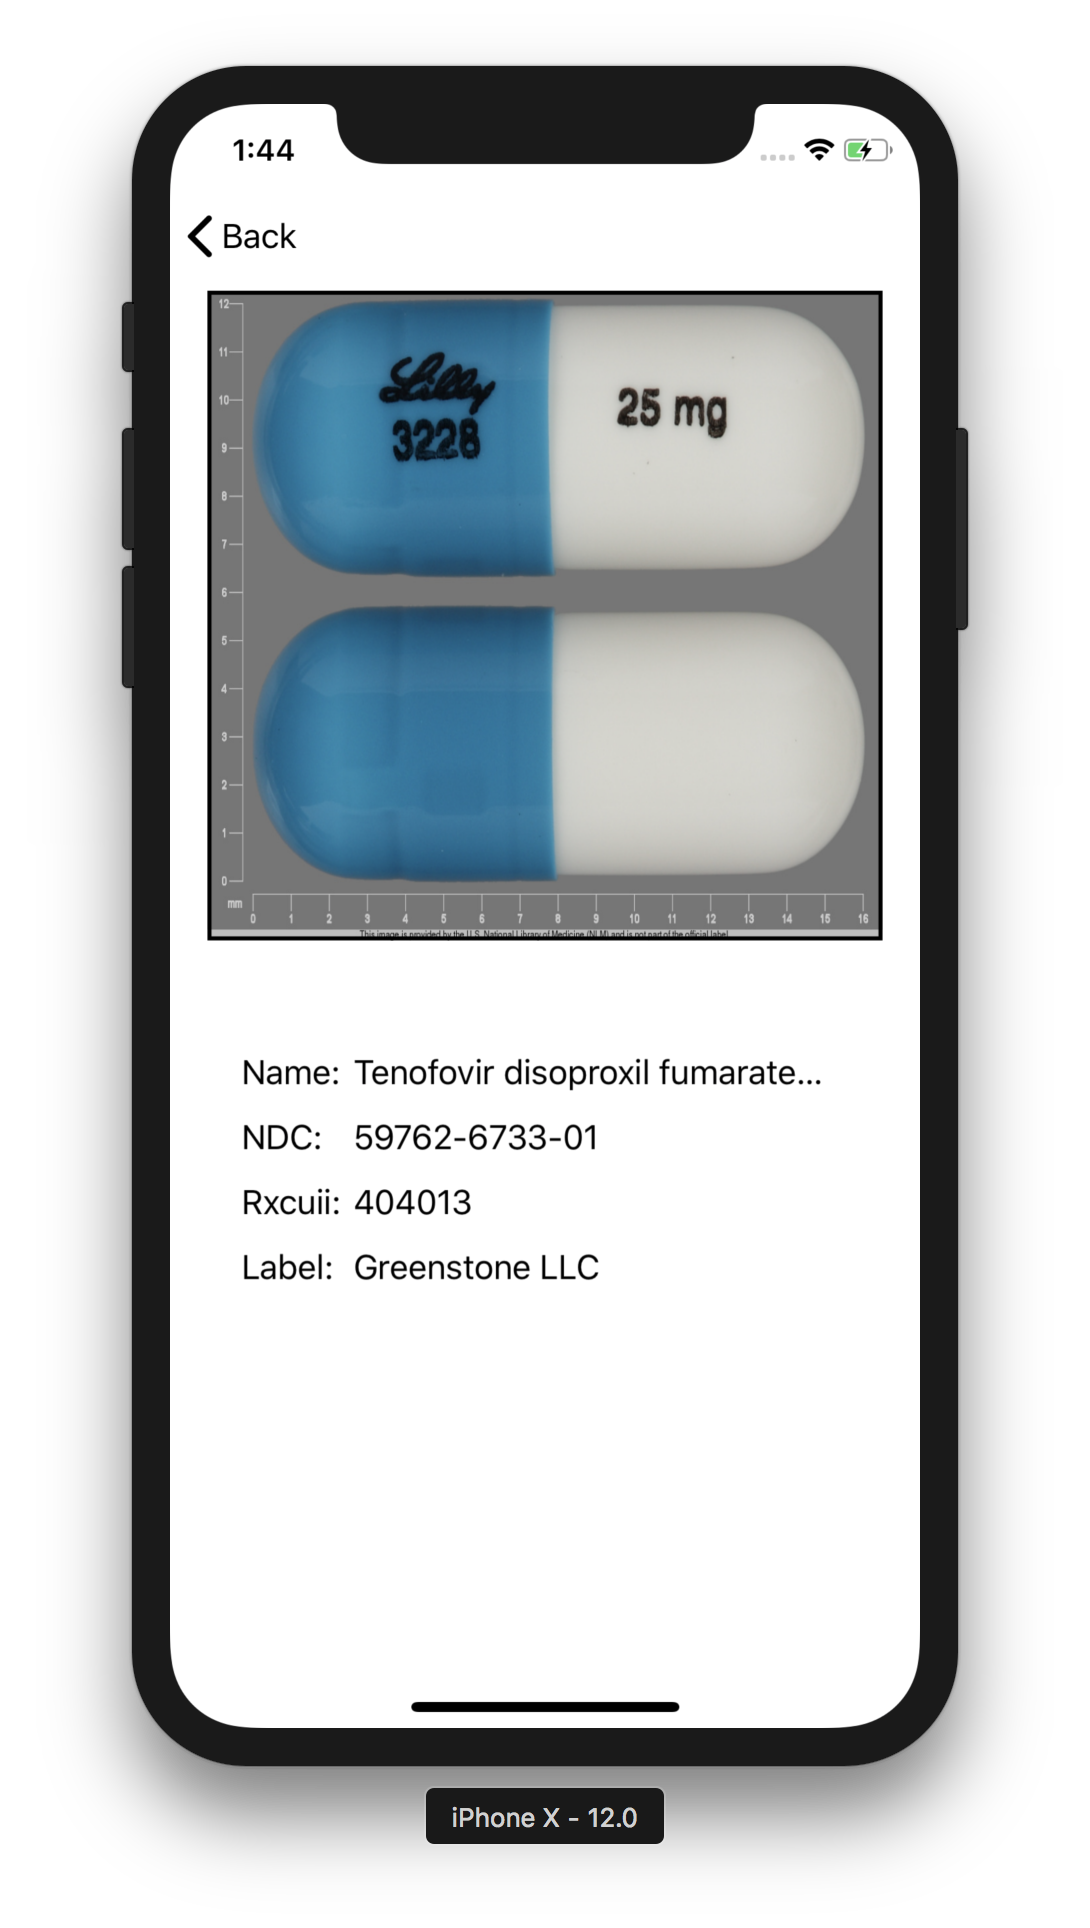 1:44
Back
Lilly
3228
25 mg
12
11
10
9
8
7
6
5
4
3
2
1
0
mm
0 1 2 3 4 5 6 7 8 9 10 11 12 13 14 15 16
This image is provided by the U.S. National Library of Medicine (NLM) and is not part of the official label
Name: Tenofovir disoproxil fumarate...
NDC: 59762-6733-01
Rxcuii: 404013
Label: Greenstone LLC
iPhone X - 12.0